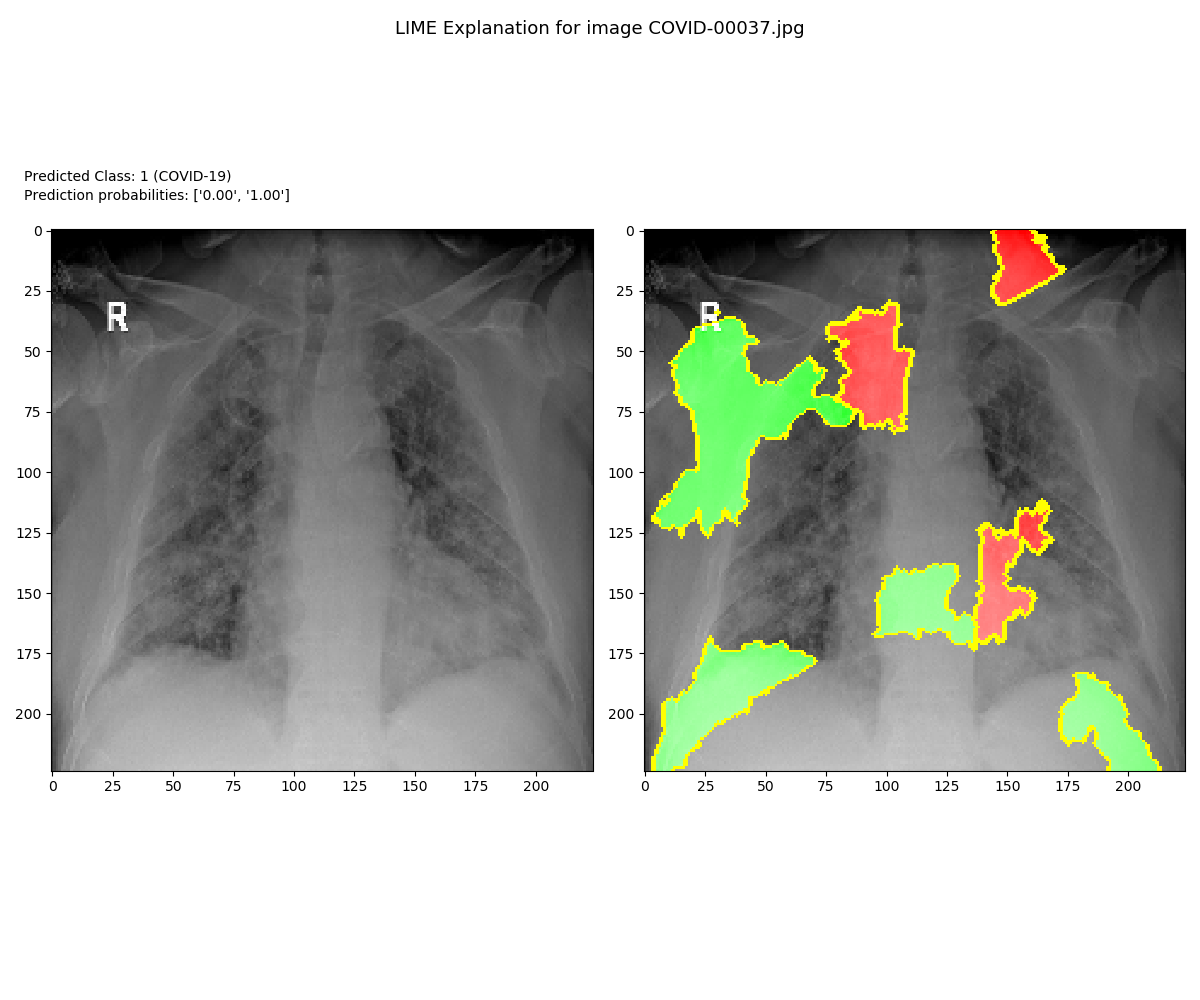 LIME Explanation for image COVID-00037.jpg
Predicted Class: 1 (COVID-19)
Prediction probabilities: ['0.00', '1.00']
0
25
50
75
100
125
150
175
200
0 25 50 75 100 125 150 175 200
R
0
25
50
75
100
125
150
175
200
0 25 50 75 100 125 150 175 200
R